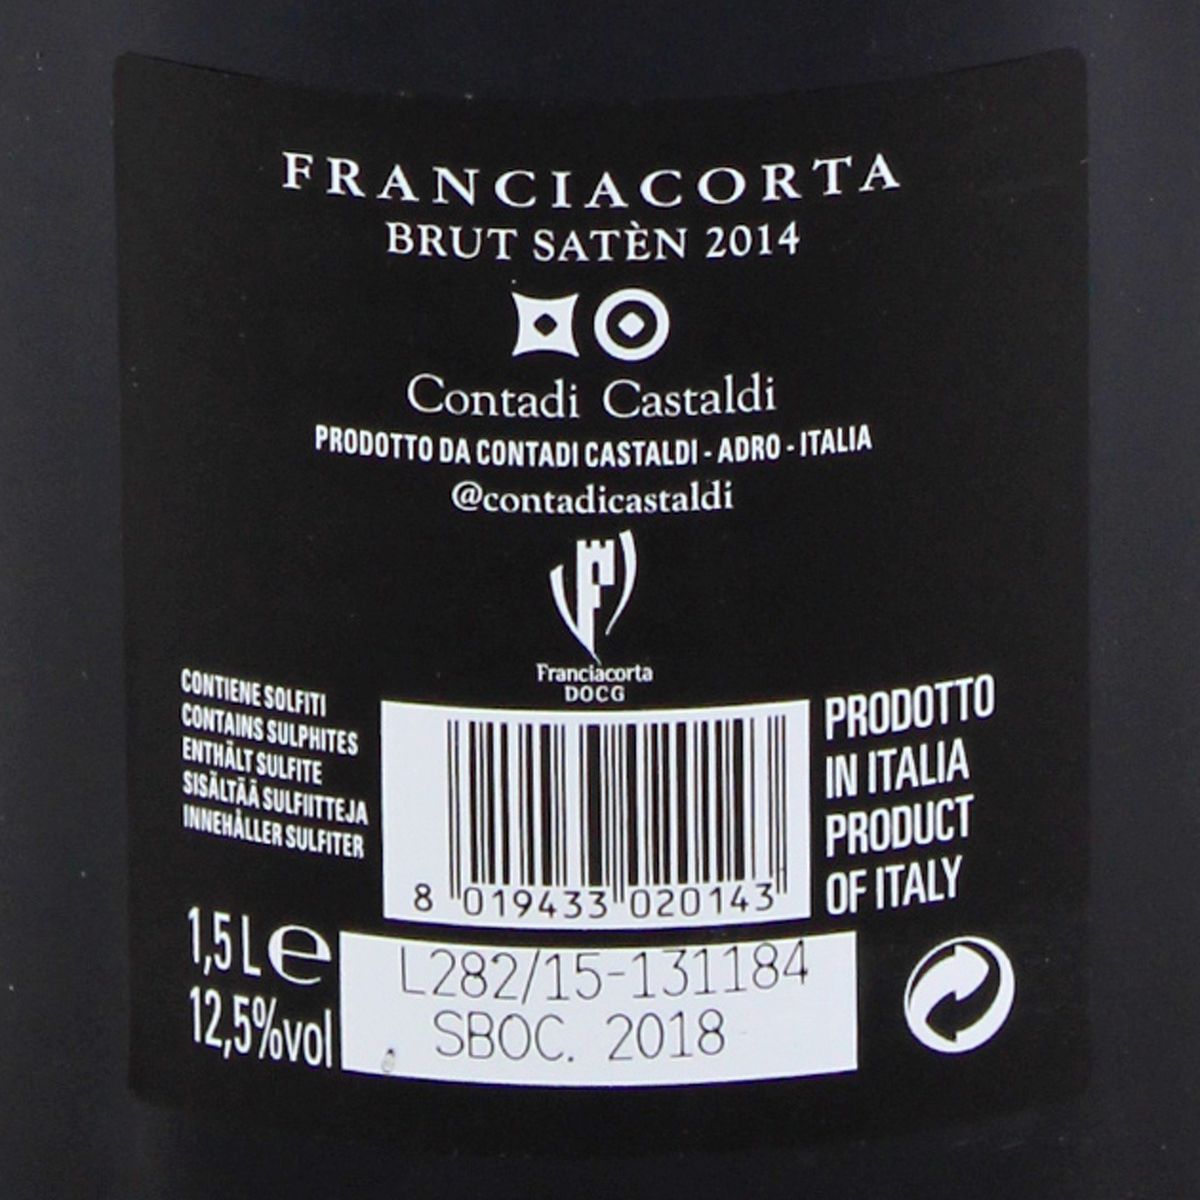 FRANCIACORTA
BRUT SATÈN 2014
Contadi Castaldi
PRODOTTO DA CONTADI CASTALDI - ADRO - ITALIA
@contadicastaldi
F
Franciacorta
DOCG
CONTIENE SOLFITI
CONTAINS SULPHITES
ENTHÄLT SULFITE
SISÄLTÄÄ SULFIITTEJA
INNEHÅLLER SULFITER
8 019433 020143
PRODOTTO
IN ITALIA
PRODUCT
OF ITALY
1,5 L e
12,5%vol
L282/15-131184
SBOC. 2018